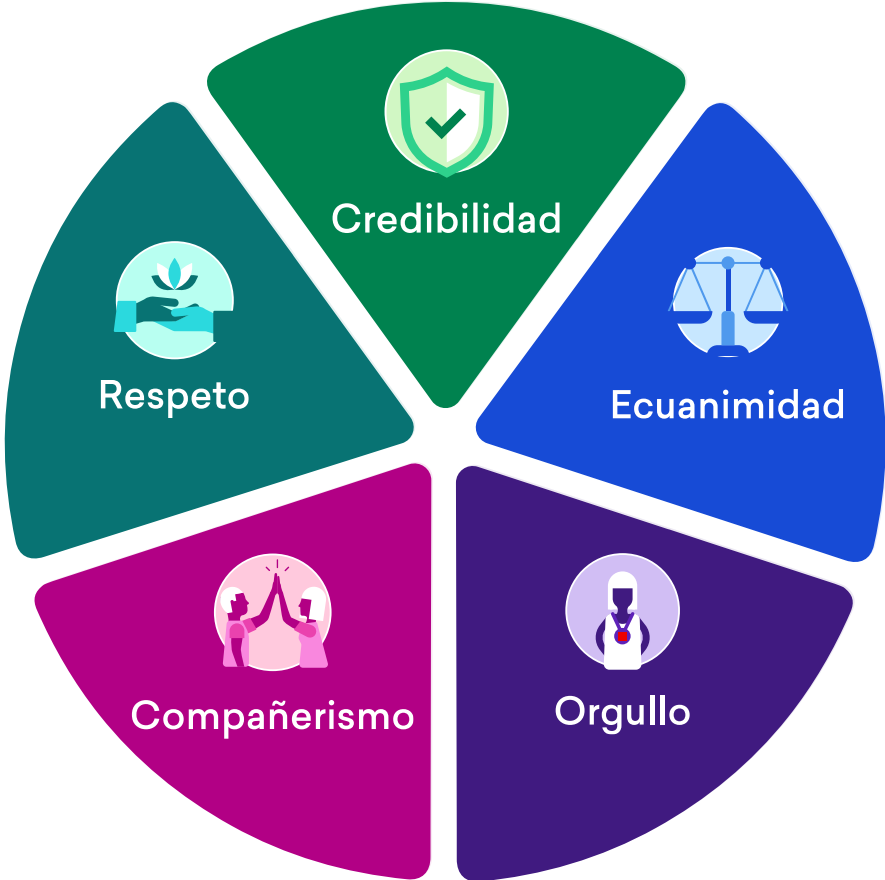 Credibilidad
Respeto
Ecuanimidad
Compañerismo
Orgullo